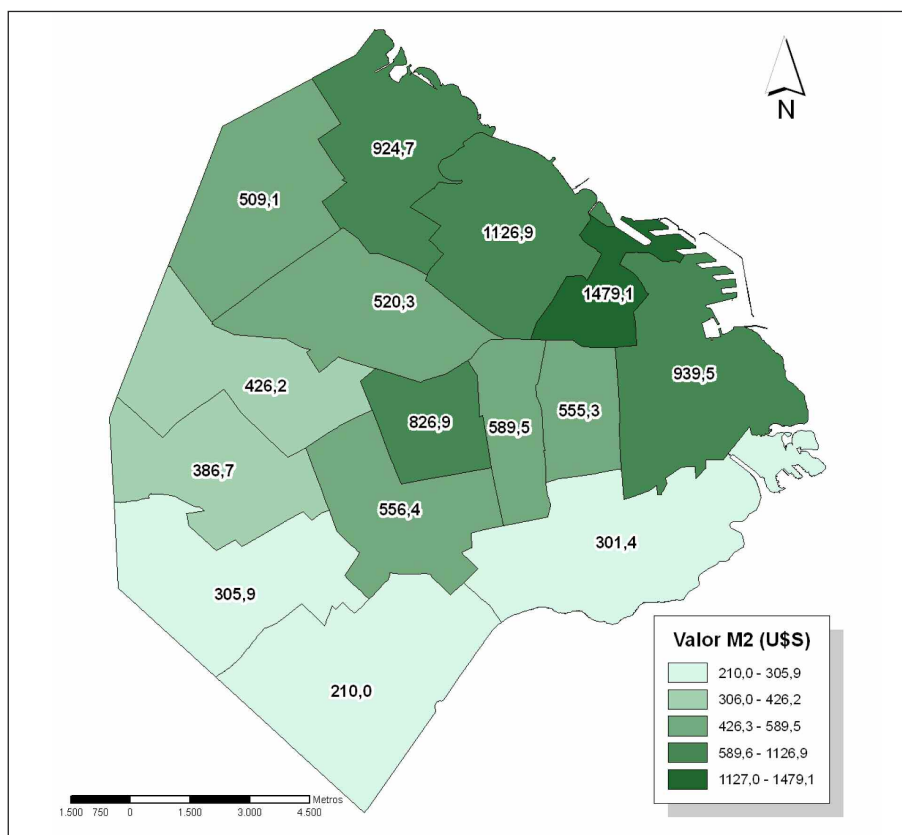 N
924,7
509,1
1126,9
1479,1
520,3
939,5
426,2
826,9
589,5
555,3
386,7
556,4
301,4
305,9
210,0
Valor M2 (U$S)
210,0 - 305,9
306,0 - 426,2
426,3 - 589,5
589,6 - 1126,9
1127,0 - 1479,1
Metros
1.500 750 0 1.500 3.000 4.500